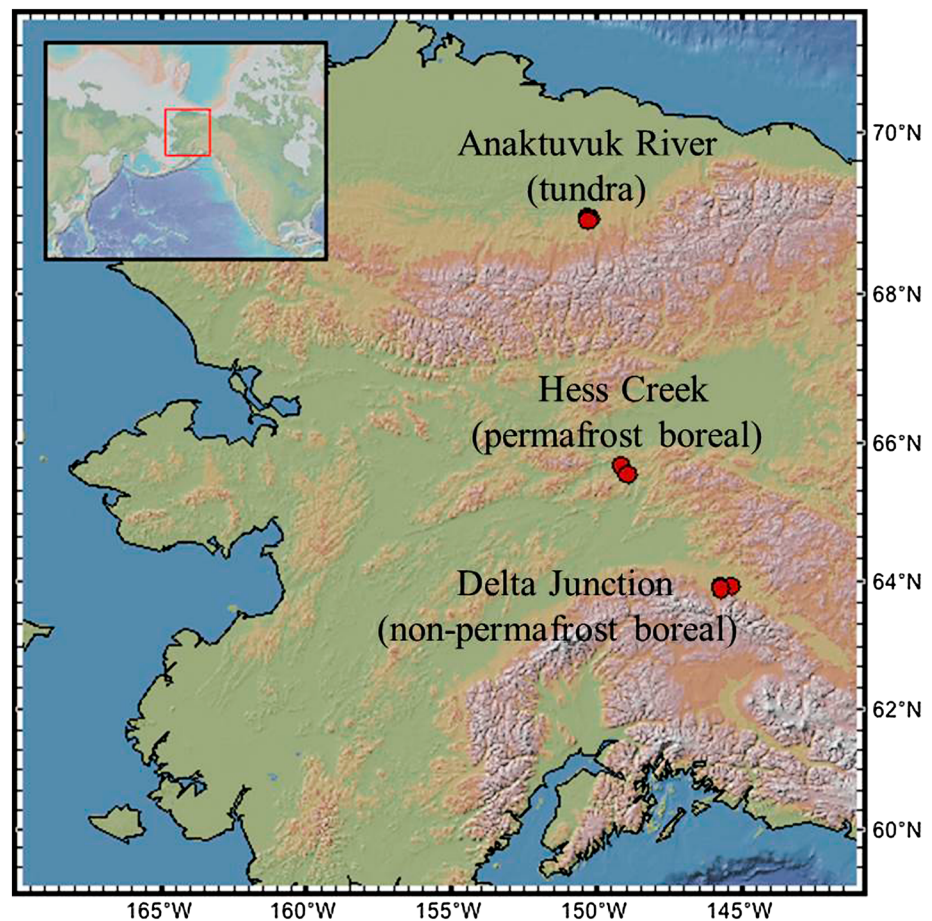 Anaktuvuk River
(tundra)
Hess Creek
(permafrost boreal)
Delta Junction
(non-permafrost boreal)
70°N
68°N
66°N
64°N
62°N
60°N
165°W
160°W
155°W
150°W
145°W